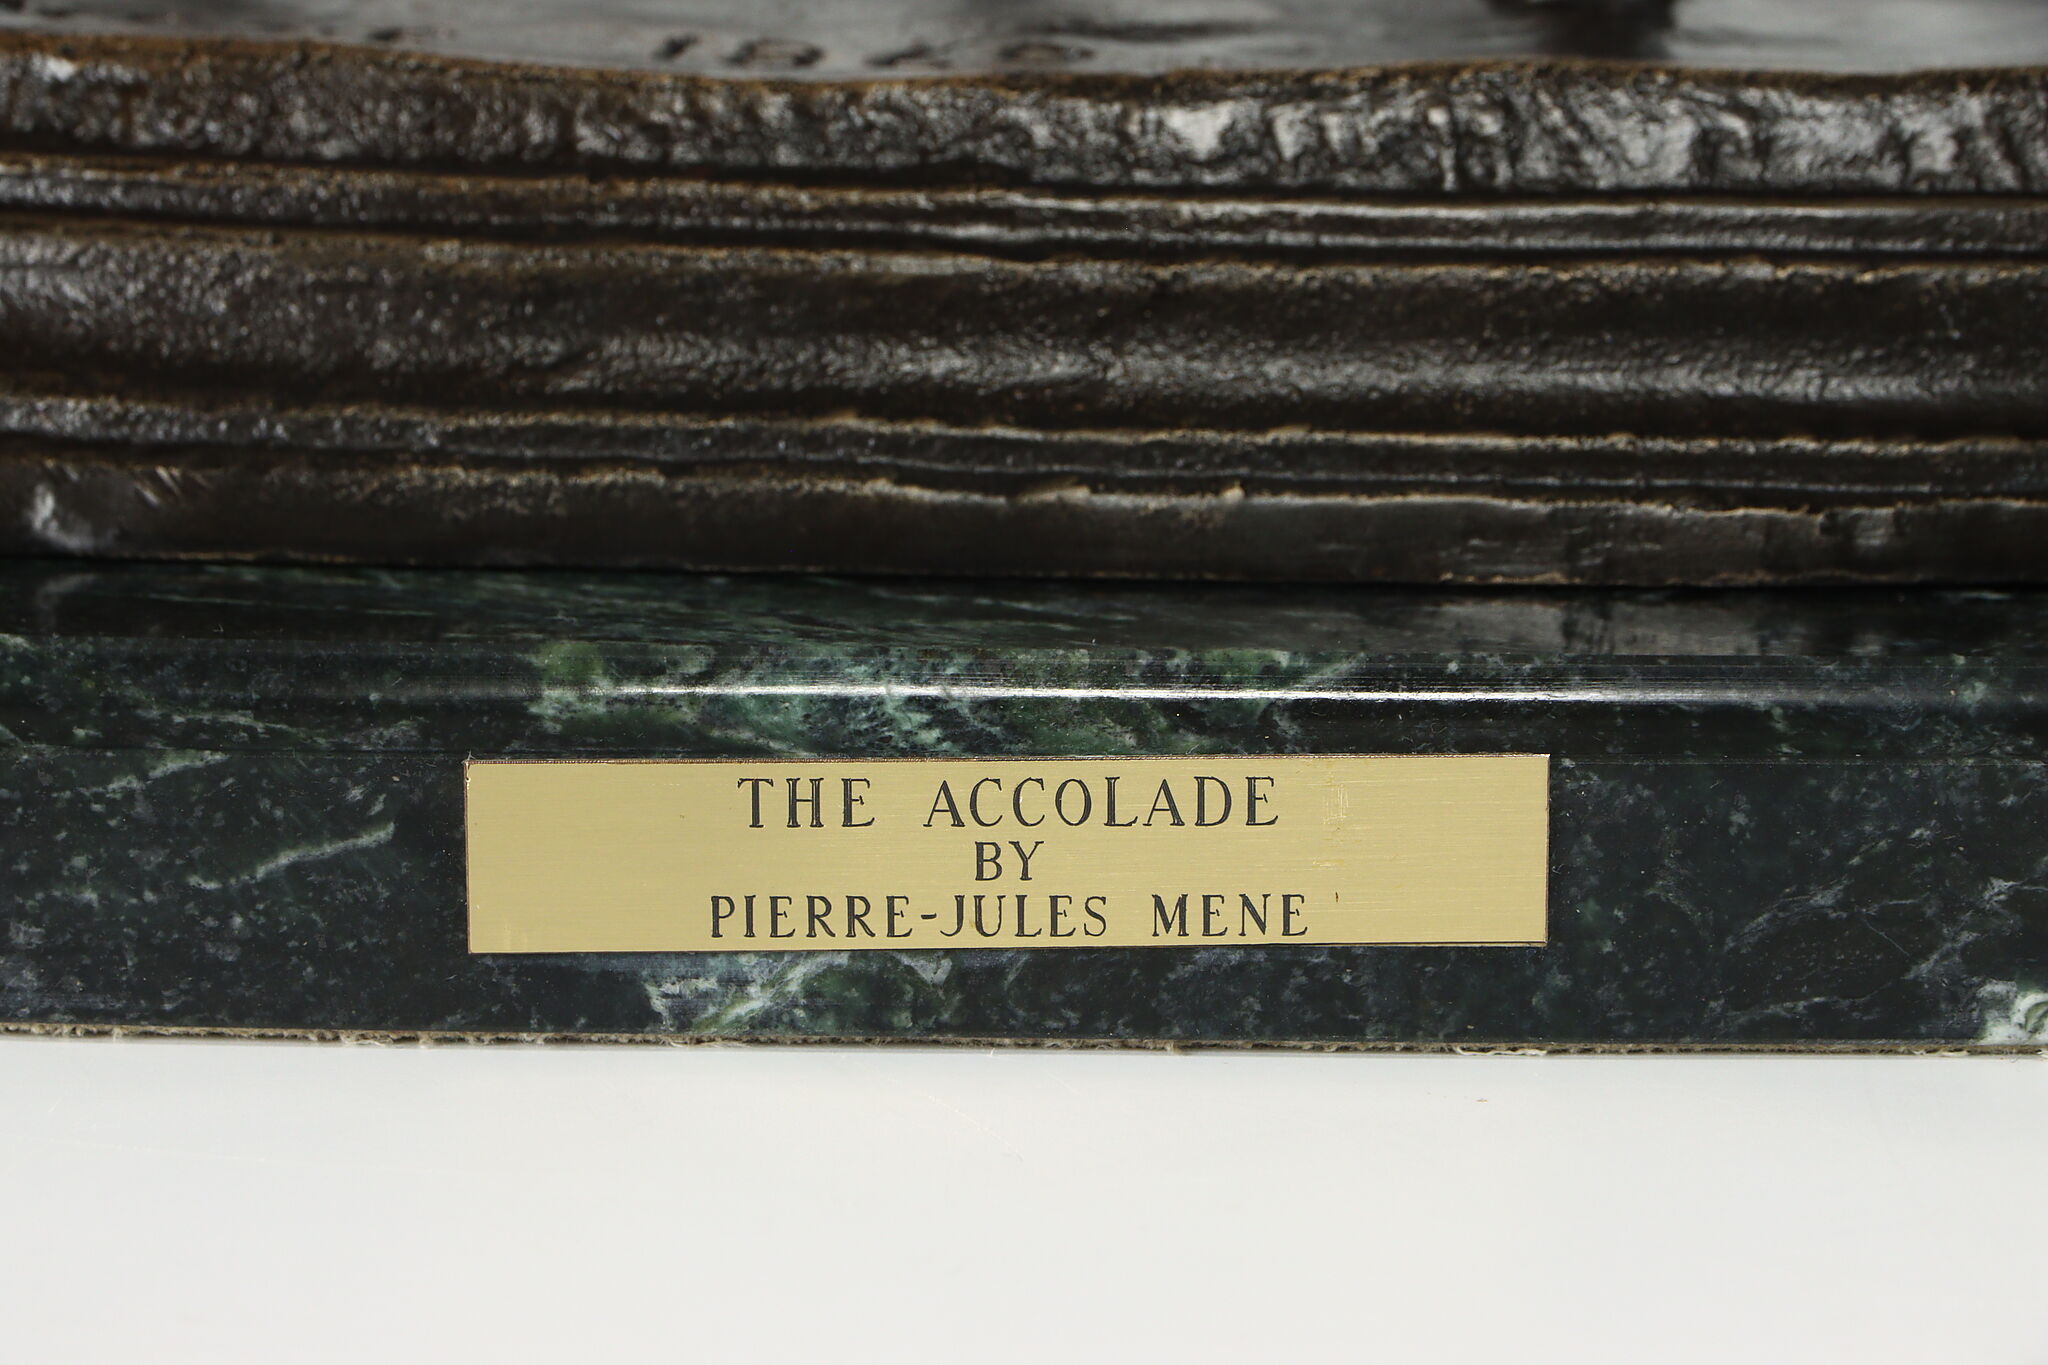 THE ACCOLADE
BY
PIERRE-JULES MENE